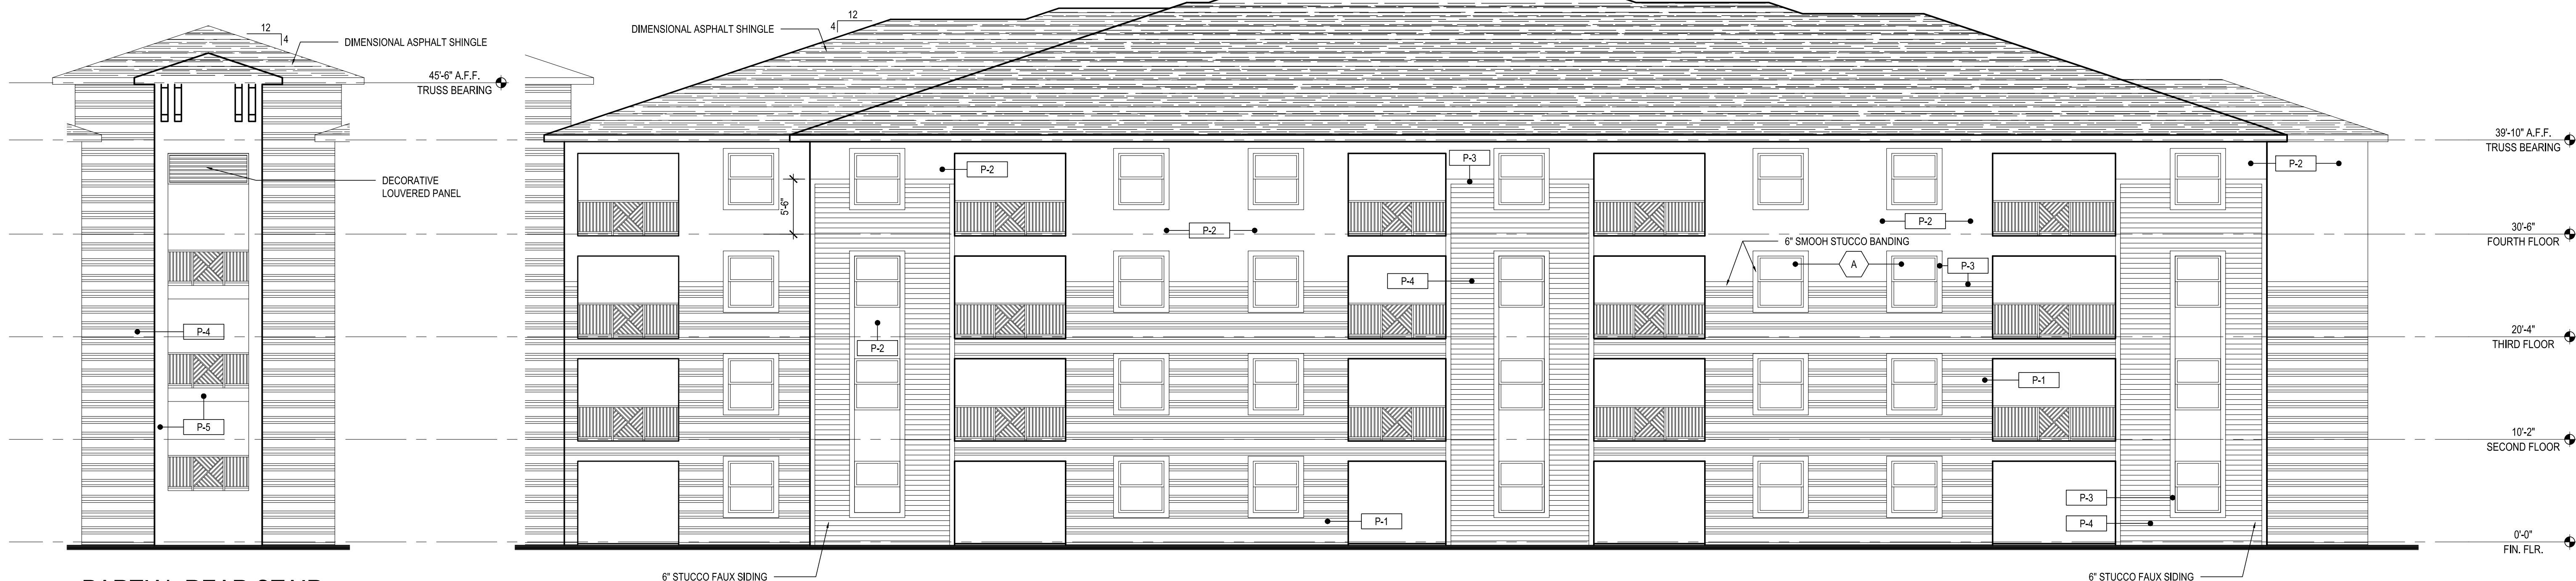 12
4
DIMENSIONAL ASPHALT SHINGLE
45'-6" A.F.F.
TRUSS BEARING
DECORATIVE
LOUVERED PANEL
P-4
P-5
DIMENSIONAL ASPHALT SHINGLE
12
4
5'-6"
P-2
P-2
P-2
P-3
P-4
P-1
6" SMOOH STUCCO BANDING
A
P-3
P-2
P-1
P-3
P-4
P-2
39'-10" A.F.F.
TRUSS BEARING
30'-6"
FOURTH FLOOR
20'-4"
THIRD FLOOR
10'-2"
SECOND FLOOR
0'-0"
FIN. FLR.
6" STUCCO FAUX SIDING
6" STUCCO FAUX SIDING